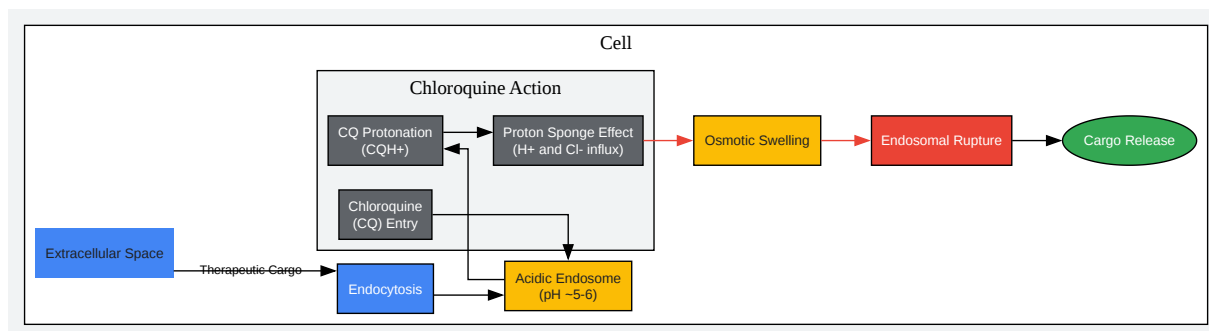 Cell
Chloroquine Action
CQ Protonation
(CQH+)
Proton Sponge Effect
(H+ and Cl- influx)
Osmotic Swelling
Endosomal Rupture
Cargo Release
Chloroquine
(CQ) Entry
Extracellular Space
Therapeutic Cargo
Endocytosis
Acidic Endosome
(pH ~5-6)